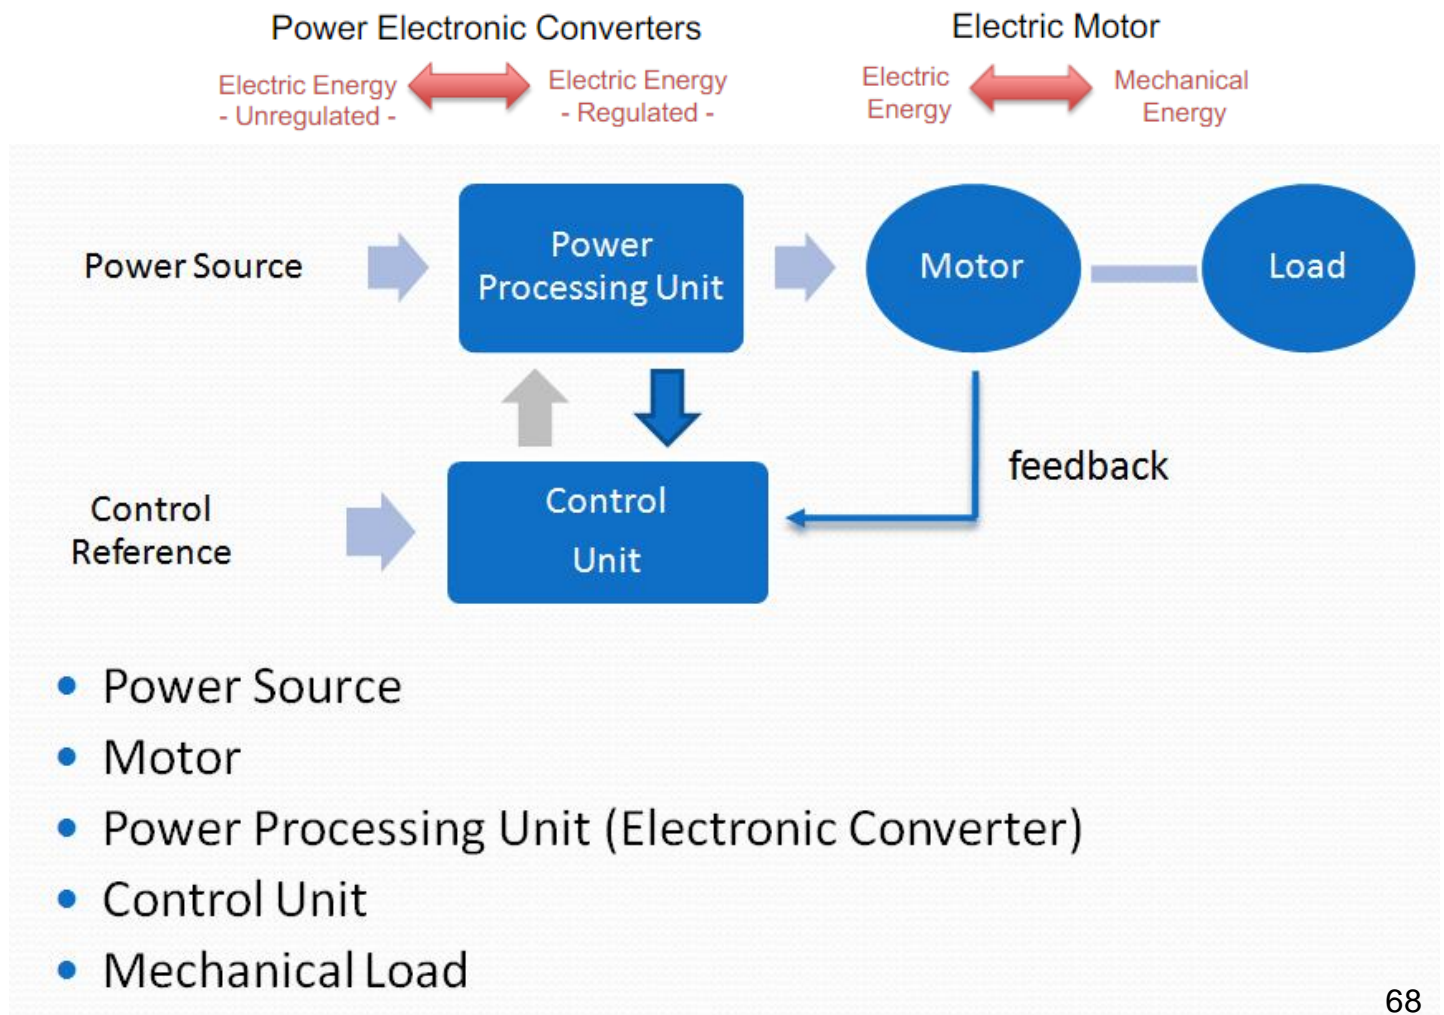 Power Electronic Converters
Electric Motor
Electric Energy
- Unregulated -
Electric Energy
- Regulated -
Electric
Energy
Mechanical
Energy
Power Source
Power
Processing Unit
Motor
Load
feedback
Control
Reference
Control
Unit
• Power Source
• Motor
• Power Processing Unit (Electronic Converter)
• Control Unit
• Mechanical Load
68